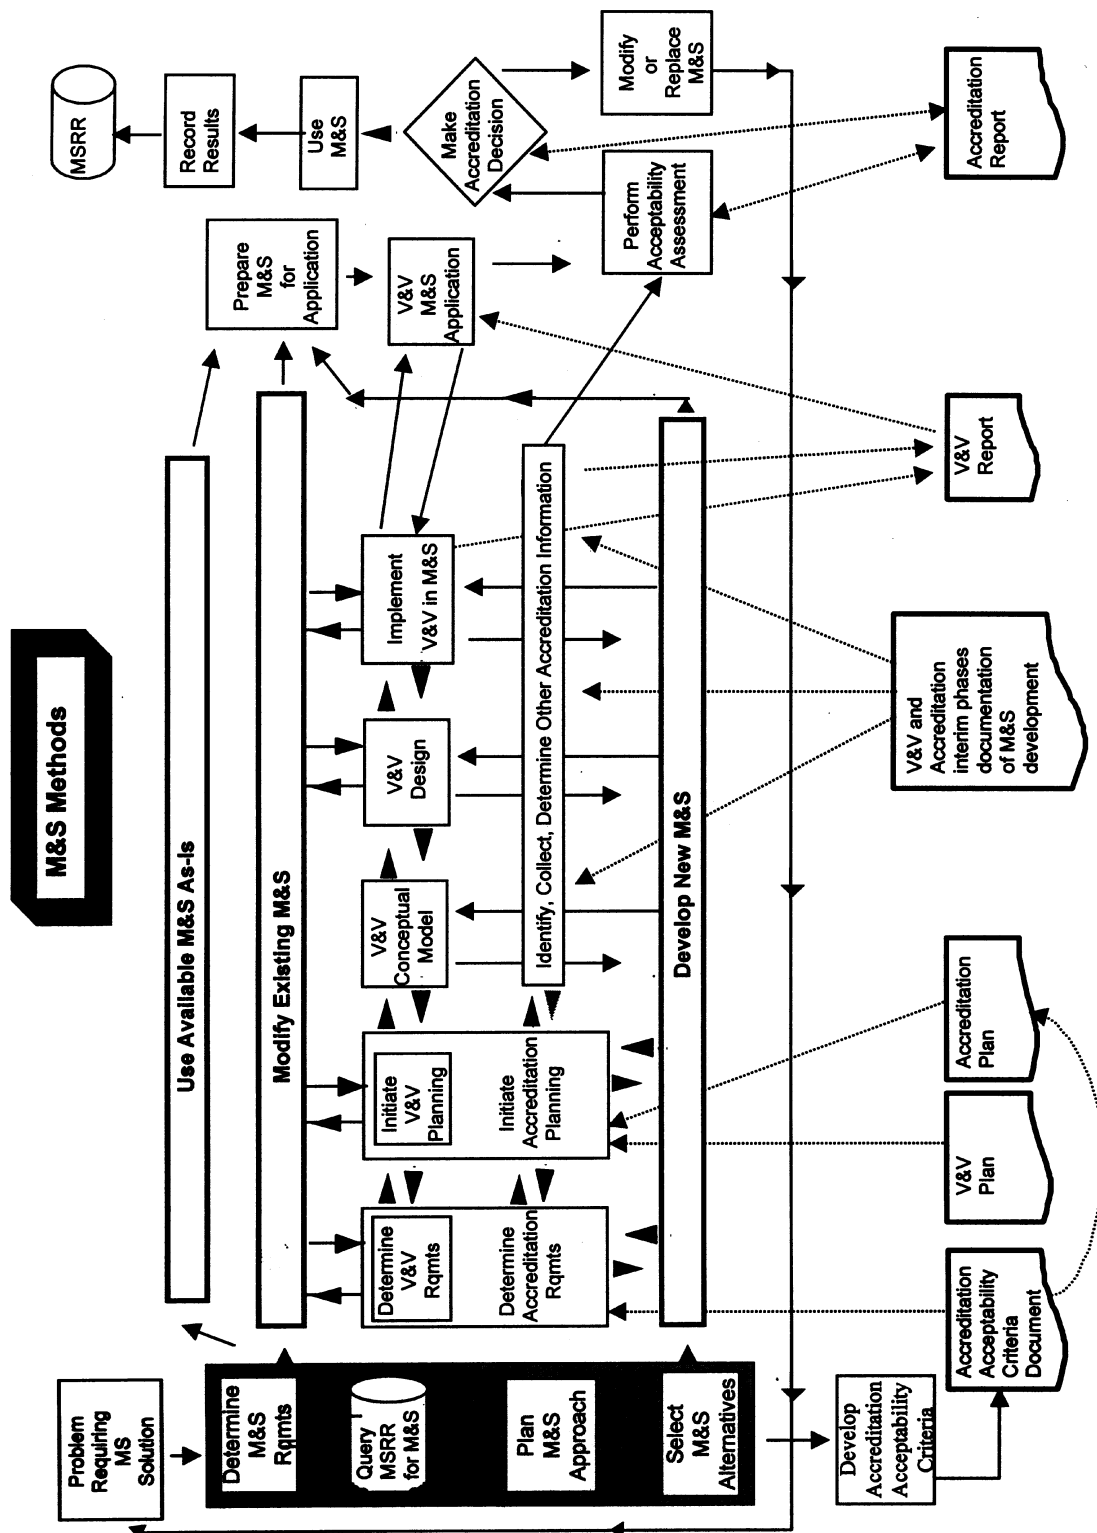 M&S Methods
Problem
Requiring
MS
Solution
Determine
M&S
Rqmts
Query
MSRR
for M&S
Plan
M&S
Approach
Select
M&S
Alternatives
Develop
Accreditation
Acceptability
Criteria
Use Available M&S As-Is
Modify Existing M&S
Determine
V&V
Rqmts
Determine
Accreditation
Rqmts
Initiate
V&V
Planning
Initiate
Accreditation
Planning
V&V
Conceptual
Model
V&V
Design
Implement
V&V in M&S
Identify, Collect, Determine Other Accreditation Information
Develop New M&S
Prepare
M&S
for
Application
V&V
M&S
Application
Perform
Acceptability
Assessment
MSRR
Record
Results
Use
M&S
Make
Accreditation
Decision
Modify
or
Replace
M&S
Accreditation
Acceptability
Criteria
Document
V&V
Plan
Accreditation
Plan
V&V and
Accreditation
interim phases
documentation
of M&S
development
V&V
Report
Accreditation
Report